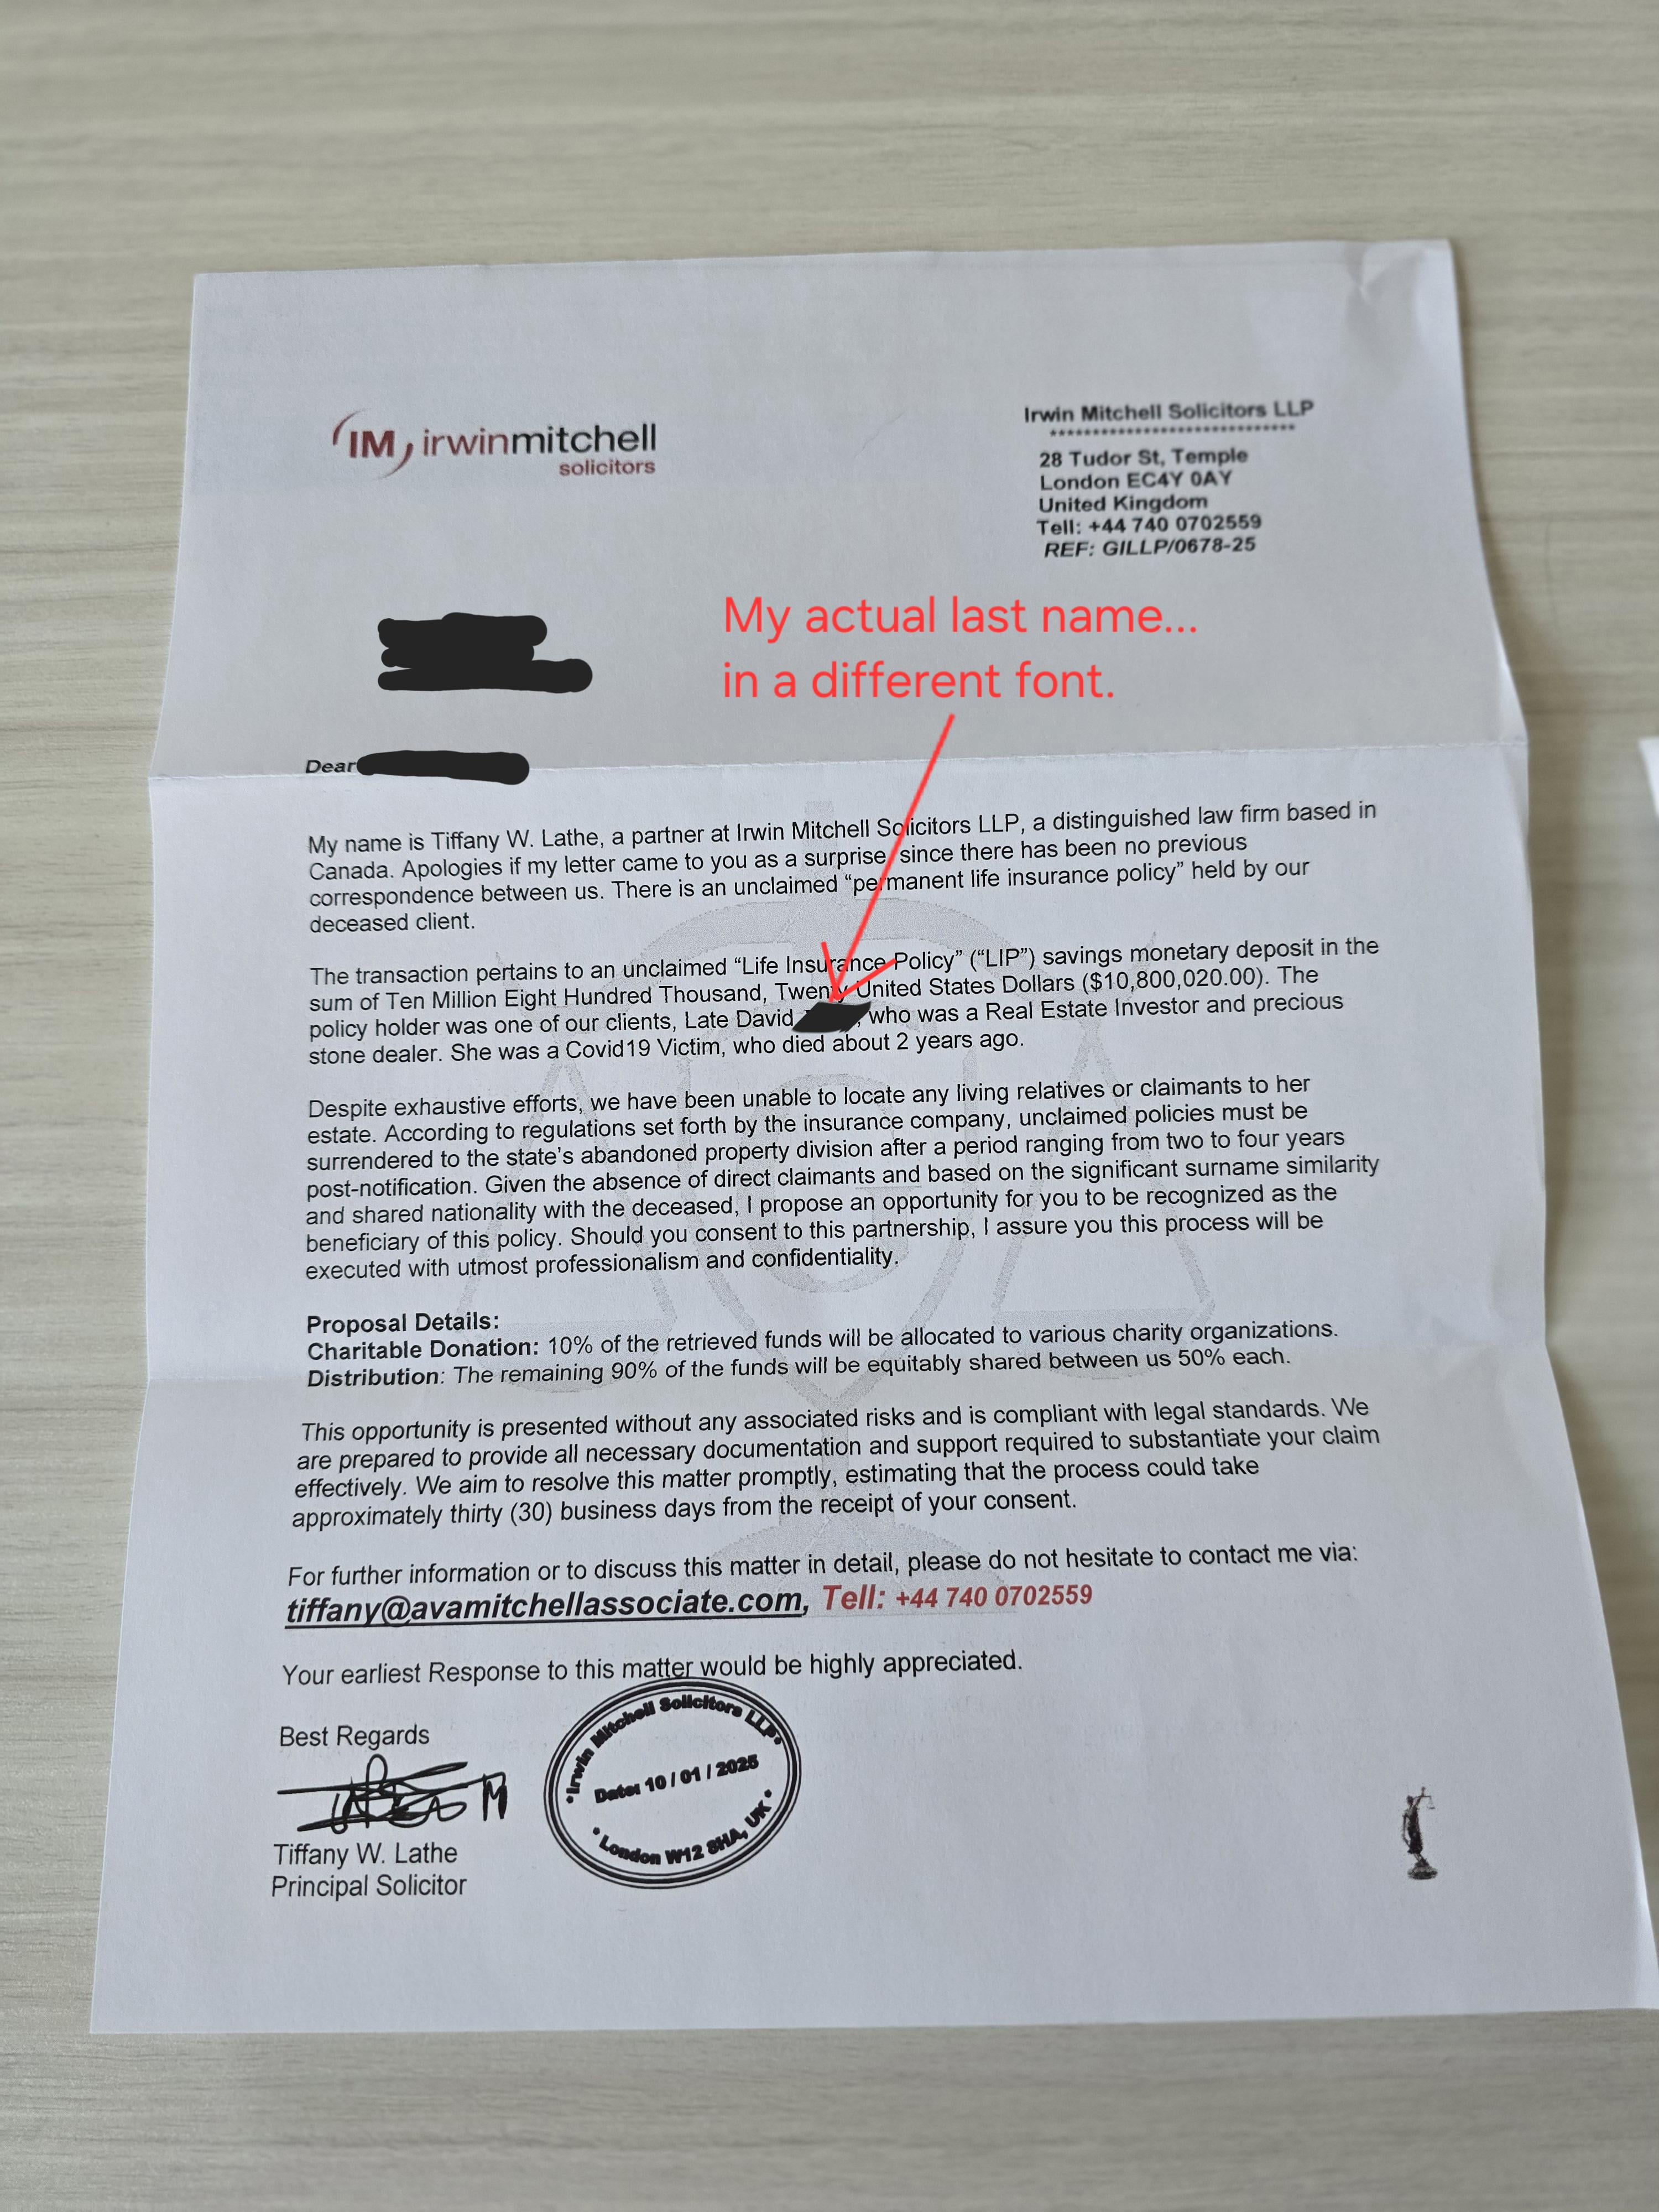 (IM) irwinmitchell
solicitors
Irwin Mitchell Solicitors LLP
*****************************
28 Tudor St, Temple
London EC4Y 0AY
United Kingdom
Tell: +44 740 0702559
REF: GILLP/0678-25
My actual last name...
in a different font.
Dear
My name is Tiffany W. Lathe, a partner at Irwin Mitchell Solicitors LLP, a distinguished law firm based in
Canada. Apologies if my letter came to you as a surprise, since there has been no previous
correspondence between us. There is an unclaimed “permanent life insurance policy” held by our
deceased client.
The transaction pertains to an unclaimed “Life Insurance Policy” (“LIP”) savings monetary deposit in the
sum of Ten Million Eight Hundred Thousand, Twenty United States Dollars ($10,800,020.00). The
policy holder was one of our clients, Late David , who was a Real Estate Investor and precious
stone dealer. She was a Covid19 Victim, who died about 2 years ago.
Despite exhaustive efforts, we have been unable to locate any living relatives or claimants to her
estate. According to regulations set forth by the insurance company, unclaimed policies must be
surrendered to the state’s abandoned property division after a period ranging from two to four years
post-notification. Given the absence of direct claimants and based on the significant surname similarity
and shared nationality with the deceased, I propose an opportunity for you to be recognized as the
beneficiary of this policy. Should you consent to this partnership, I assure you this process will be
executed with utmost professionalism and confidentiality.
Proposal Details:
Charitable Donation: 10% of the retrieved funds will be allocated to various charity organizations.
Distribution: The remaining 90% of the funds will be equitably shared between us 50% each.
This opportunity is presented without any associated risks and is compliant with legal standards. We
are prepared to provide all necessary documentation and support required to substantiate your claim
effectively. We aim to resolve this matter promptly, estimating that the process could take
approximately thirty (30) business days from the receipt of your consent.
For further information or to discuss this matter in detail, please do not hesitate to contact me via:
tiffany@avamitchellassociate.com, Tell: +44 740 0702559
Your earliest Response to this matter would be highly appreciated.
Best Regards
Tiffany W. Lathe
Principal Solicitor
*Irwin Mitchell Solicitors LLP*
Date: 10 / 01 / 2025
* London W12 8HA, UK *